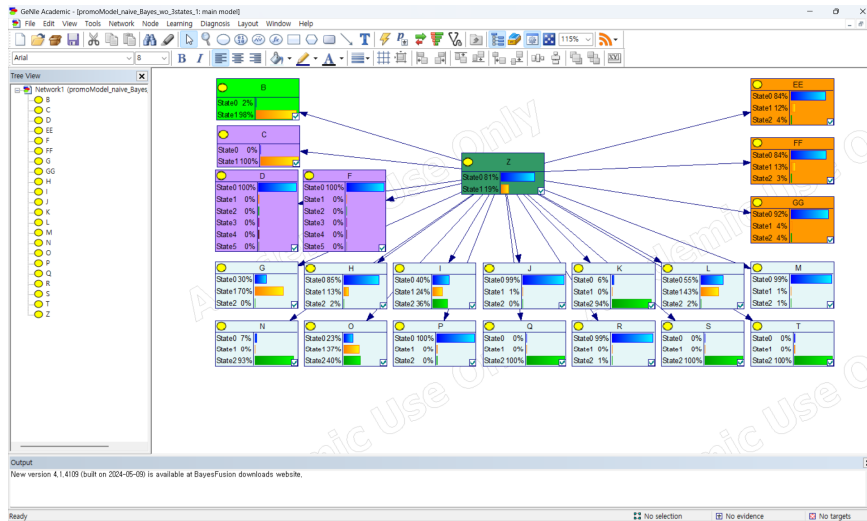 GeNIe Academic - [promoModel_naive_Bayes_wo_3states_1: main model]
File Edit View Tools Network Node Learning Diagnosis Layout Window Help
115%
Arial 8 B I A
Tree View
Network1 (promoModel_naive_Bayes
B
C
D
EE
F
FF
G
GG
H
I
J
K
L
M
N
O
P
Q
R
S
T
Z
B
State0 2%
State1 98%
C
State0 0%
State1 100%
D
State0 100%
State1 0%
State2 0%
State3 0%
State4 0%
State5 0%
F
State0 100%
State1 0%
State2 0%
State3 0%
State4 0%
State5 0%
Z
State0 81%
State1 19%
EE
State0 84%
State1 12%
State2 4%
FF
State0 84%
State1 13%
State2 3%
GG
State0 92%
State1 4%
State2 4%
G
State0 30%
State1 70%
State2 0%
H
State0 85%
State1 13%
State2 2%
I
State0 40%
State1 24%
State2 36%
J
State0 99%
State1 1%
State2 0%
K
State0 6%
State1 0%
State2 94%
L
State0 55%
State1 43%
State2 2%
M
State0 99%
State1 1%
State2 1%
N
State0 7%
State1 0%
State2 93%
O
State0 23%
State1 37%
State2 40%
P
State0 100%
State1 0%
State2 0%
Q
State0 0%
State1 0%
State2 100%
R
State0 99%
State1 0%
State2 1%
S
State0 0%
State1 0%
State2 100%
T
State0 0%
State1 0%
State2 100%
Academic Use Only
Output
New version 4.1.4109 (built on 2024-05-09) is available at BayesFusion downloads website.
Ready
No selection
No evidence
No targets